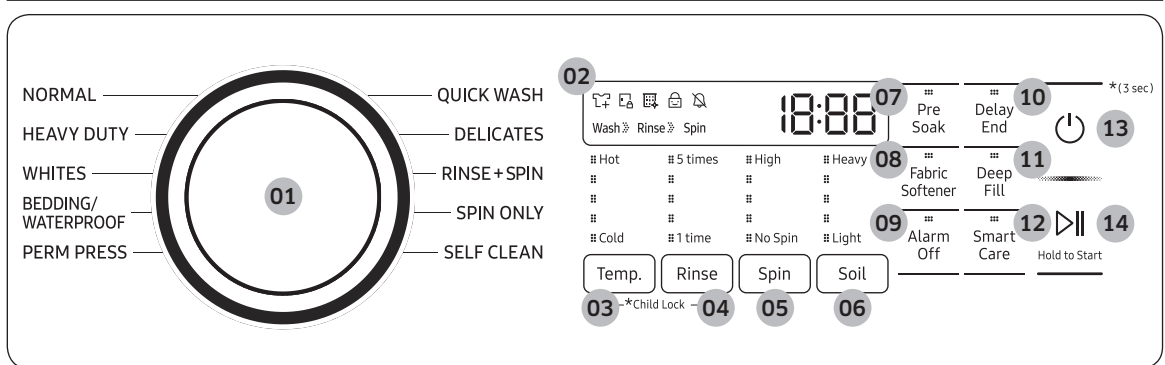 NORMAL
HEAVY DUTY
WHITES
BEDDING/
WATERPROOF
PERM PRESS
01
QUICK WASH
DELICATES
RINSE+SPIN
SPIN ONLY
SELF CLEAN
02
18:88
Wash Rinse Spin
Hot 5 times High Heavy
Cold 1 time No Spin Light
Temp. Rinse Spin Soil
03 *Child Lock 04 05 06
07 Pre
Soak
10 Delay
End
08 Fabric
Softener
11 Deep
Fill
09 Alarm
Off
12 Smart
Care
*(3 sec)
13
14
Hold to Start